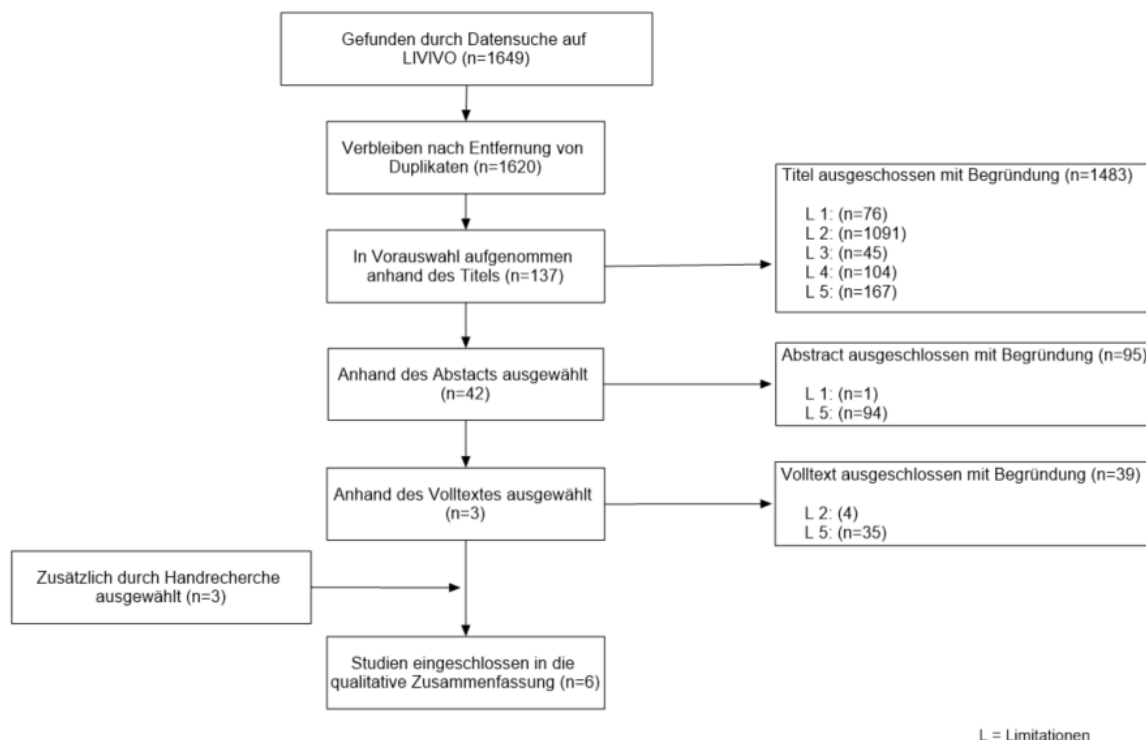 Gefunden durch Datensuche auf
LIVIVO (n=1649)
Verbleiben nach Entfernung von
Duplikaten (n=1620)
Titel ausgeschossen mit Begründung (n=1483)
L 1: (n=76)
L 2: (n=1091)
L 3: (n=45)
L 4: (n=104)
L 5: (n=167)
In Vorauswahl aufgenommen
anhand des Titels (n=137)
Anhand des Abstacts ausgewählt
(n=42)
Abstract ausgeschlossen mit Begründung (n=95)
L 1: (n=1)
L 5: (n=94)
Anhand des Volltextes ausgewählt
(n=3)
Volltext ausgeschlossen mit Begründung (n=39)
L 2: (4)
L 5: (n=35)
Zusätzlich durch Handrecherche
ausgewählt (n=3)
Studien eingeschlossen in die
qualitative Zusammenfassung (n=6)
L = Limitationen